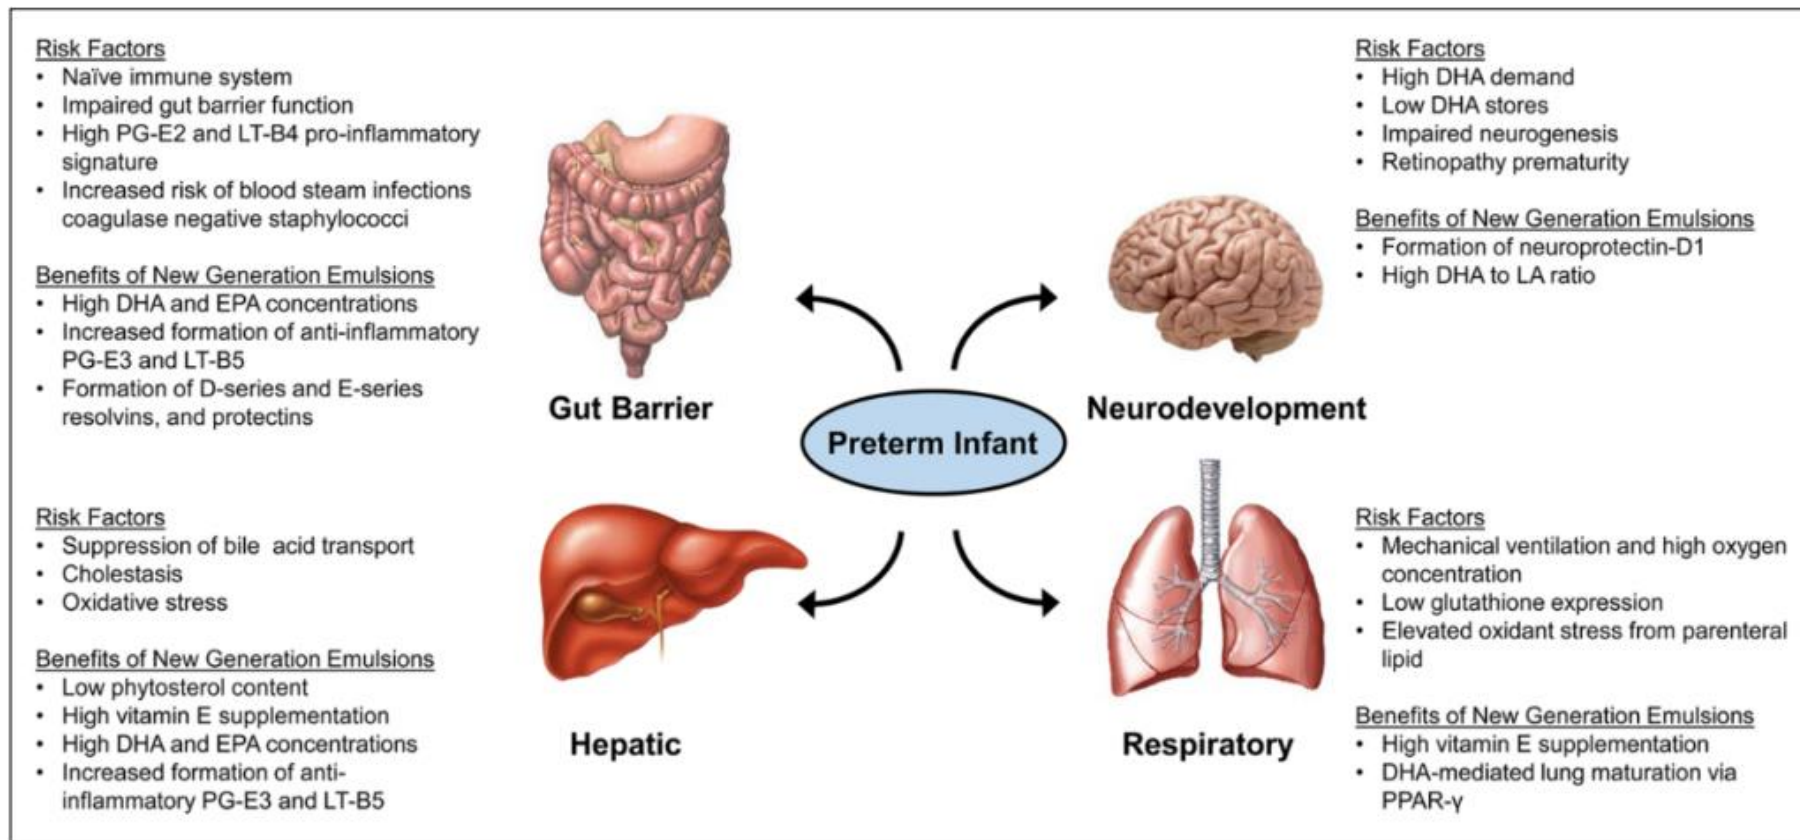 Risk Factors
• Naïve immune system
• Impaired gut barrier function
• High PG-E2 and LT-B4 pro-inflammatory
signature
• Increased risk of blood steam infections
coagulase negative staphylococci
Benefits of New Generation Emulsions
• High DHA and EPA concentrations
• Increased formation of anti-inflammatory
PG-E3 and LT-B5
• Formation of D-series and E-series
resolvins, and protectins
Gut Barrier
Risk Factors
• High DHA demand
• Low DHA stores
• Impaired neurogenesis
• Retinopathy prematurity
Benefits of New Generation Emulsions
• Formation of neuroprotectin-D1
• High DHA to LA ratio
Neurodevelopment
Preterm Infant
Risk Factors
• Suppression of bile acid transport
• Cholestasis
• Oxidative stress
Benefits of New Generation Emulsions
• Low phytosterol content
• High vitamin E supplementation
• High DHA and EPA concentrations
• Increased formation of anti-
inflammatory PG-E3 and LT-B5
Hepatic
Risk Factors
• Mechanical ventilation and high oxygen
concentration
• Low glutathione expression
• Elevated oxidant stress from parenteral
lipid
Benefits of New Generation Emulsions
• High vitamin E supplementation
• DHA-mediated lung maturation via
PPAR-γ
Respiratory